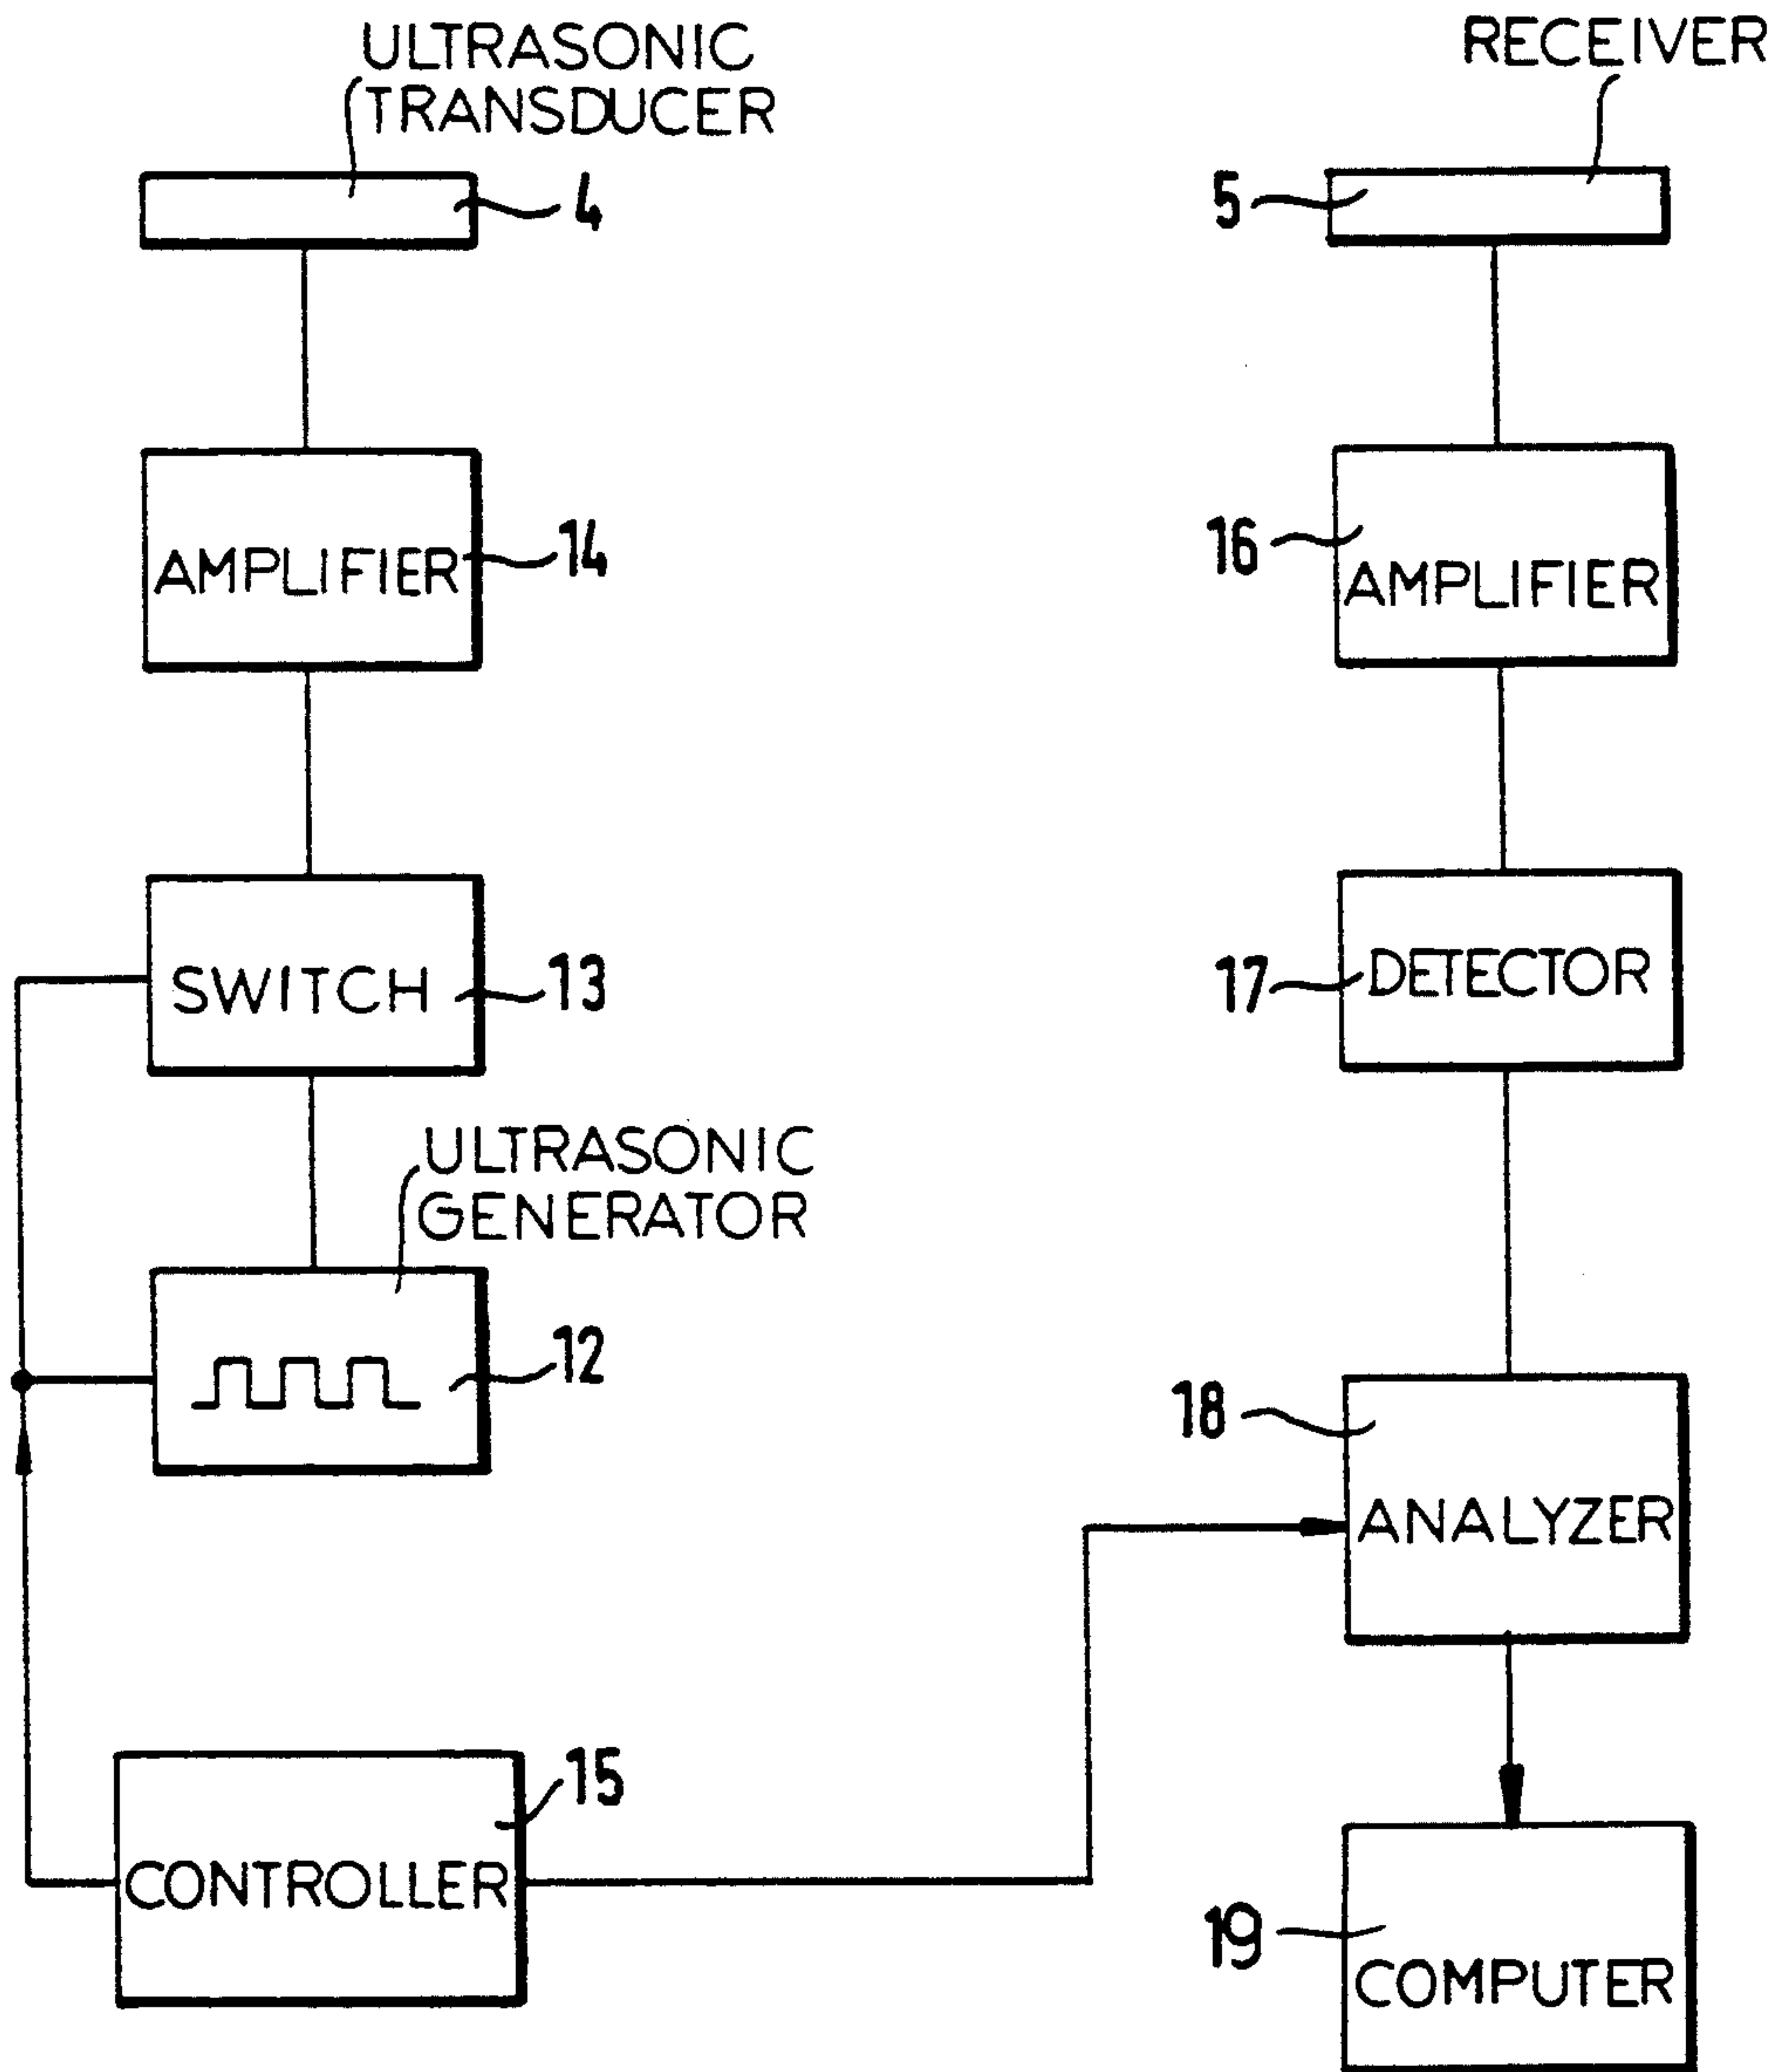 ULTRASONIC
TRANSDUCER
4
RECEIVER
5
AMPLIFIER
14
16
AMPLIFIER
SWITCH
13
17
DETECTOR
ULTRASONIC
GENERATOR
12
18
ANALYZER
15
CONTROLLER
19
COMPUTER